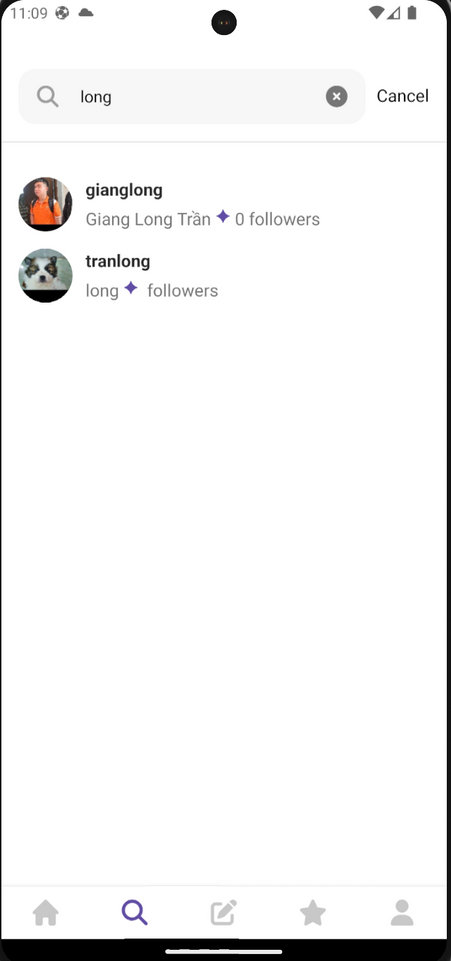 11:09
long
Cancel
gianglong
Giang Long Trần ✦ 0 followers
tranlong
long ✦ followers